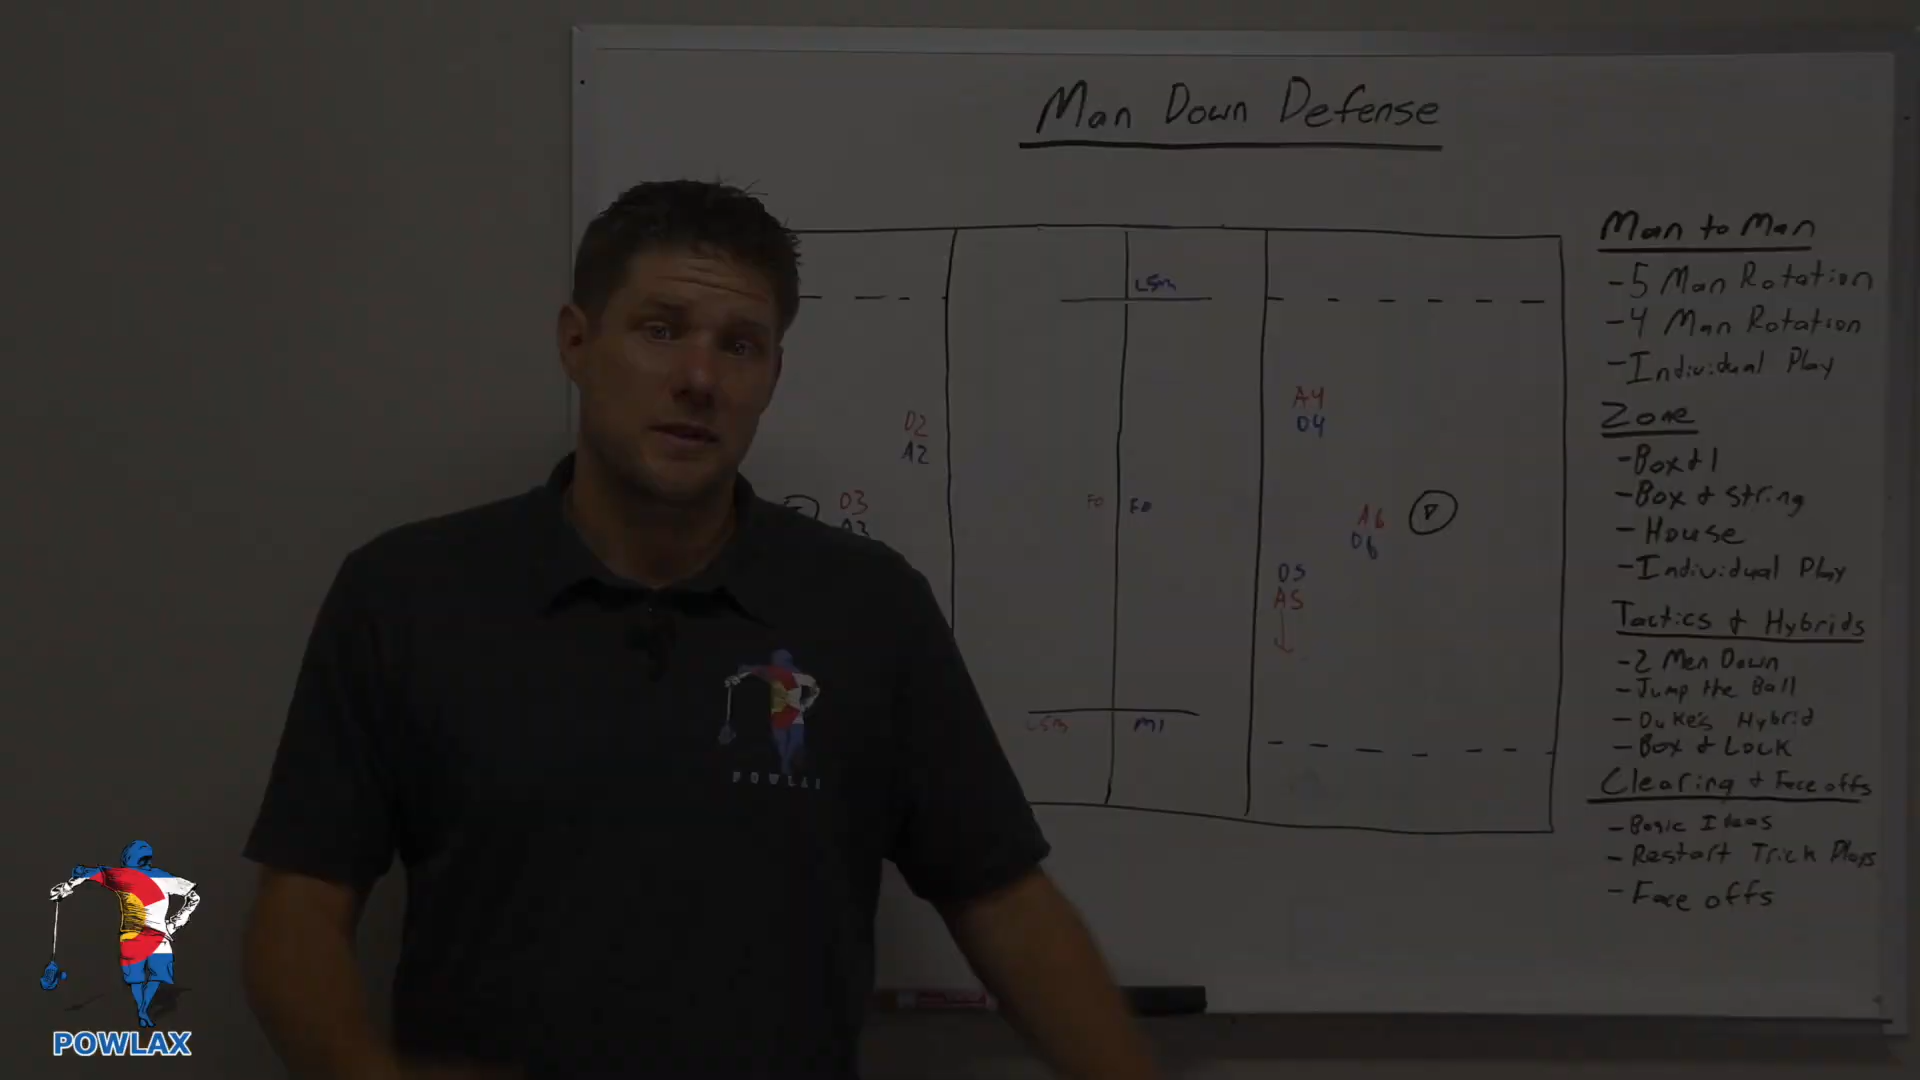 Man Down Defense
Man to Man
- 5 Man Rotation
- 4 Man Rotation
- Individual Play
Zone
- Box & 1
- Box & String
- House
- Individual Play
Tactics & Hybrids
- 2 Men Down
- Jump the Ball
- Duke's Hybrid
- Box & Lock
Clearing & Face offs
- Basic Ideas
- Restart Trick Plays
- Face offs
LSM
D2
A2
D3
A3
FO
FO
A4
D4
A6
D6
D5
A5
LSM
M1
POWLAX